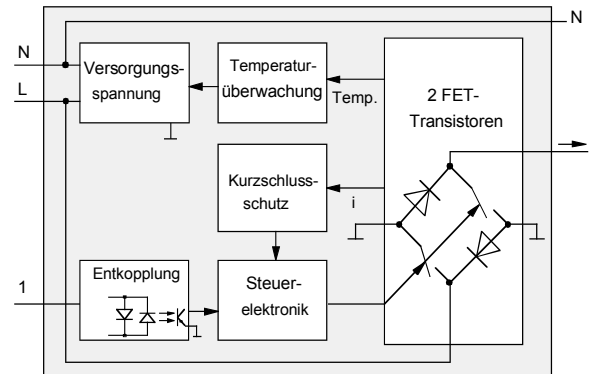 N
N
L
Versorgungs-
spannung
Temperatur-
überwachung
Temp.
2 FET-
Transistoren
Kurzschluss-
schutz
i
1
Entkopplung
Steuer-
elektronik